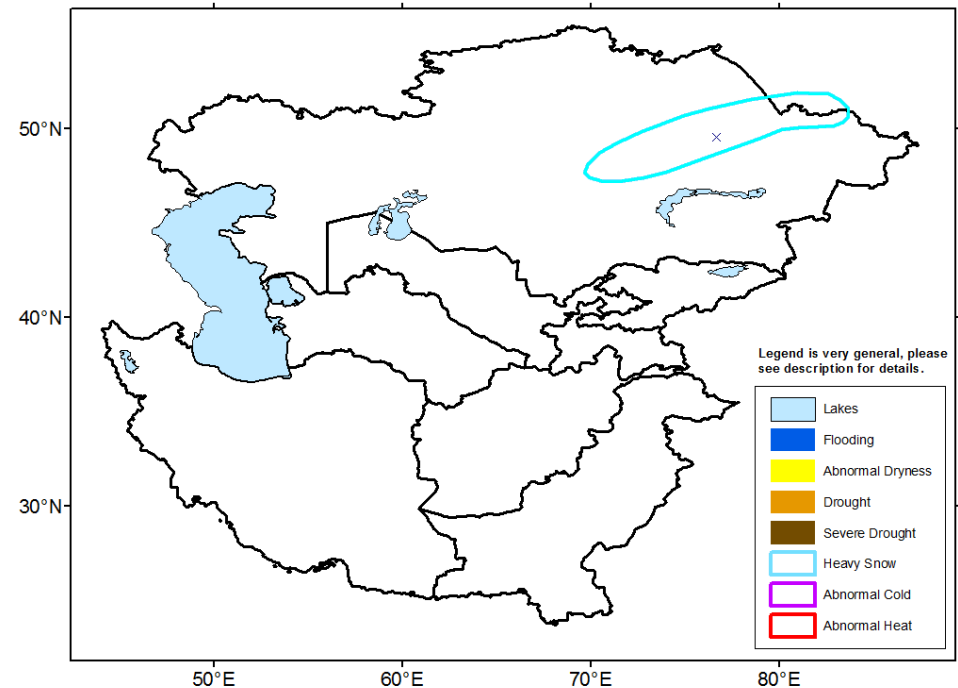 50°N
40°N
30°N
50°E
60°E
70°E
80°E
Legend is very general, please
see description for details.
Lakes
Flooding
Abnormal Dryness
Drought
Severe Drought
Heavy Snow
Abnormal Cold
Abnormal Heat